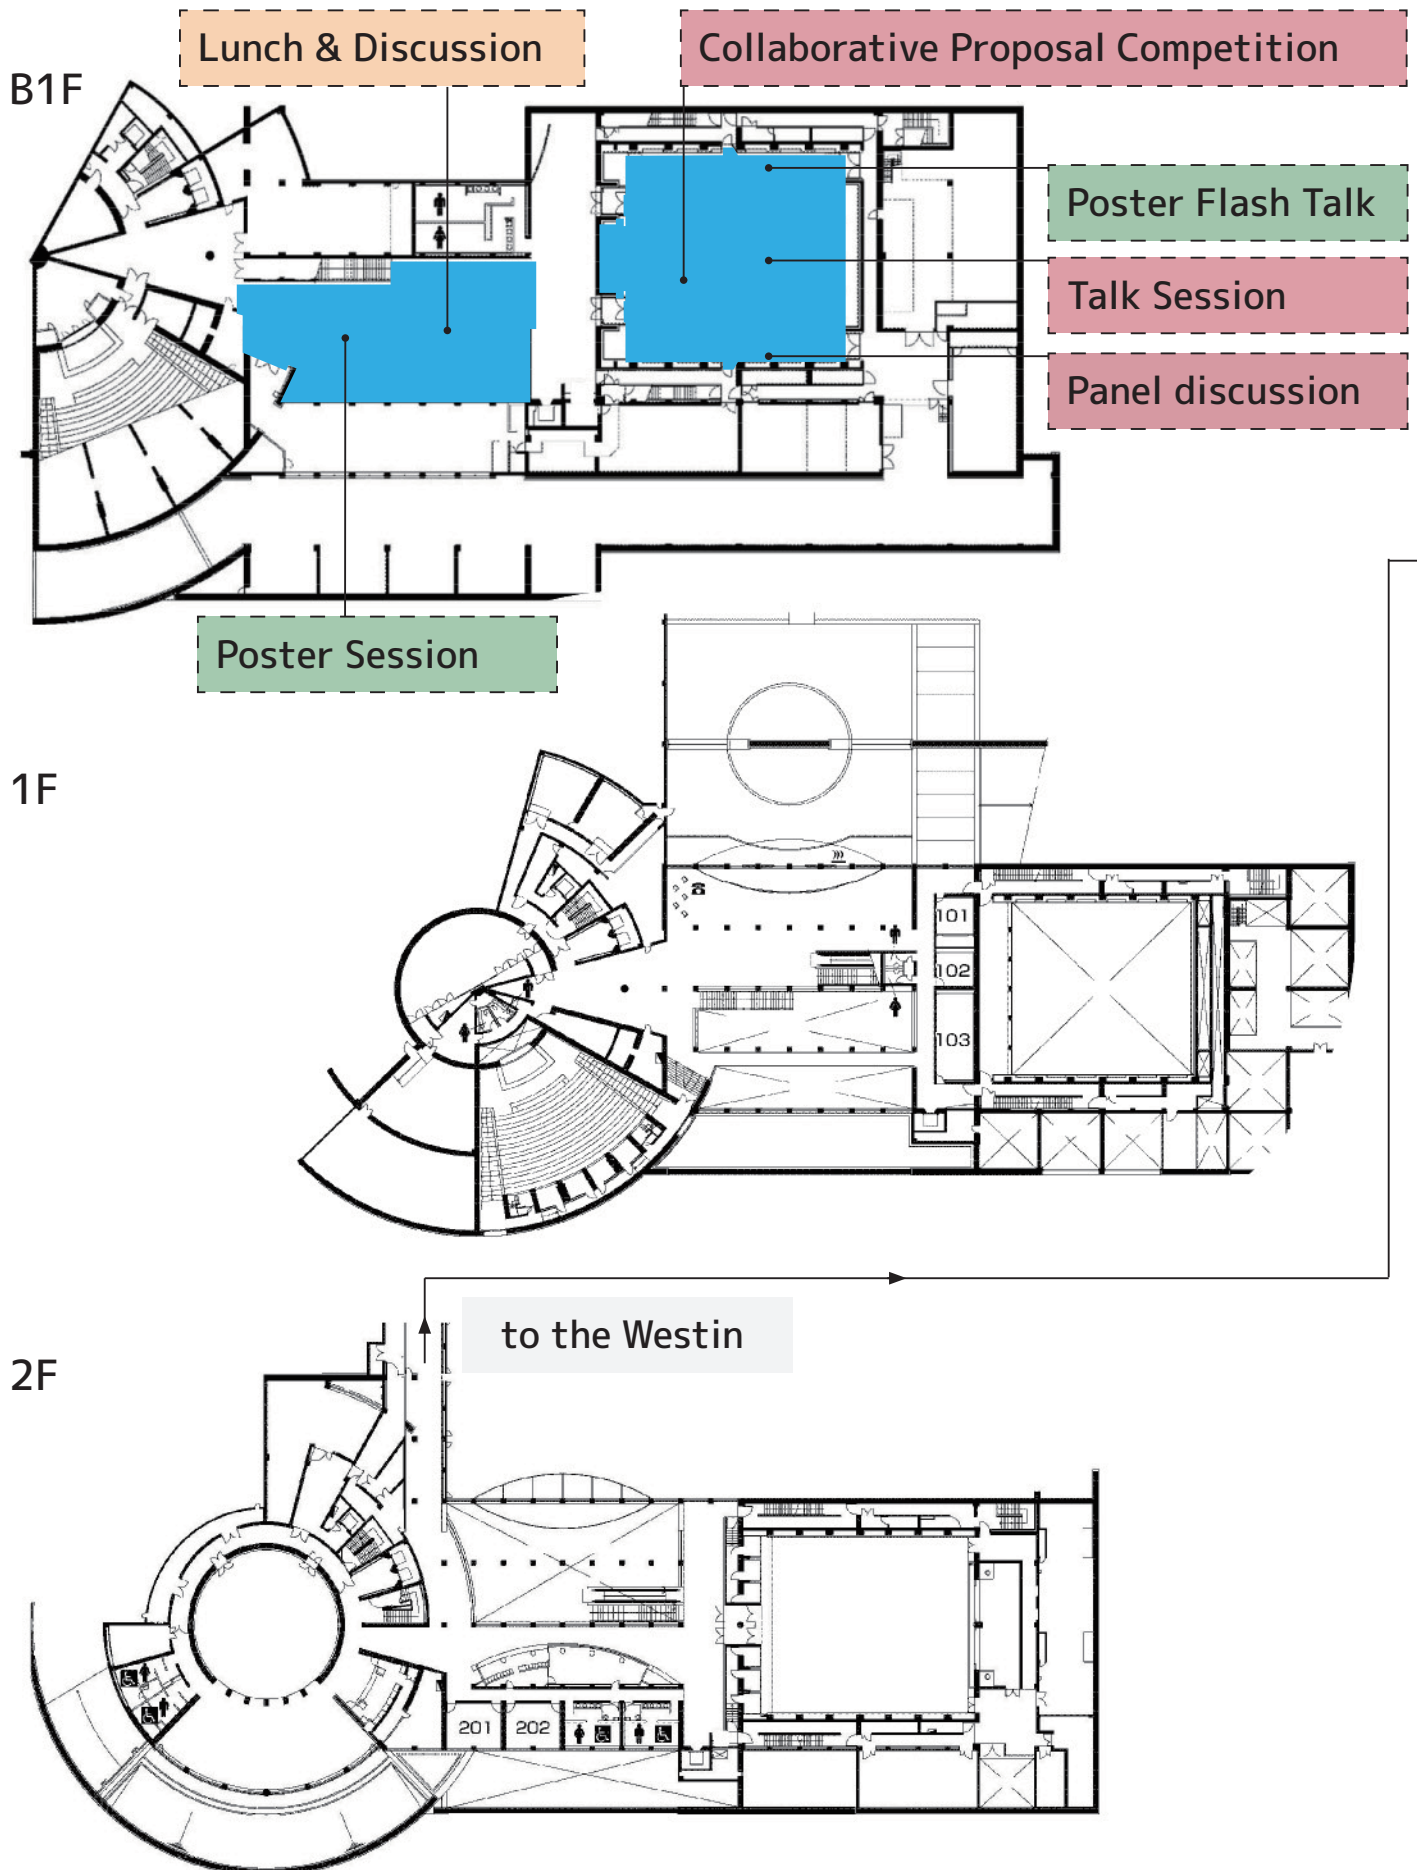 Lunch & Discussion
Collaborative Proposal Competition
B1F
Poster Flash Talk
Talk Session
Panel discussion
Poster Session
1F
101
102
103
to the Westin
2F
201
202